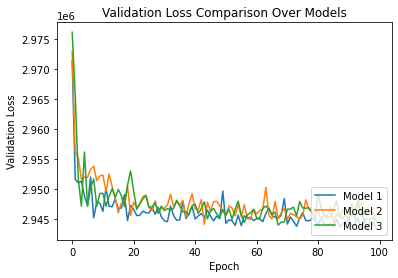 Validation Loss Comparison Over Models
1e6
2.975
2.970
2.965
2.960
2.955
2.950
2.945
Validation Loss
Model 1
Model 2
Model 3
0 20 40 60 80 100
Epoch